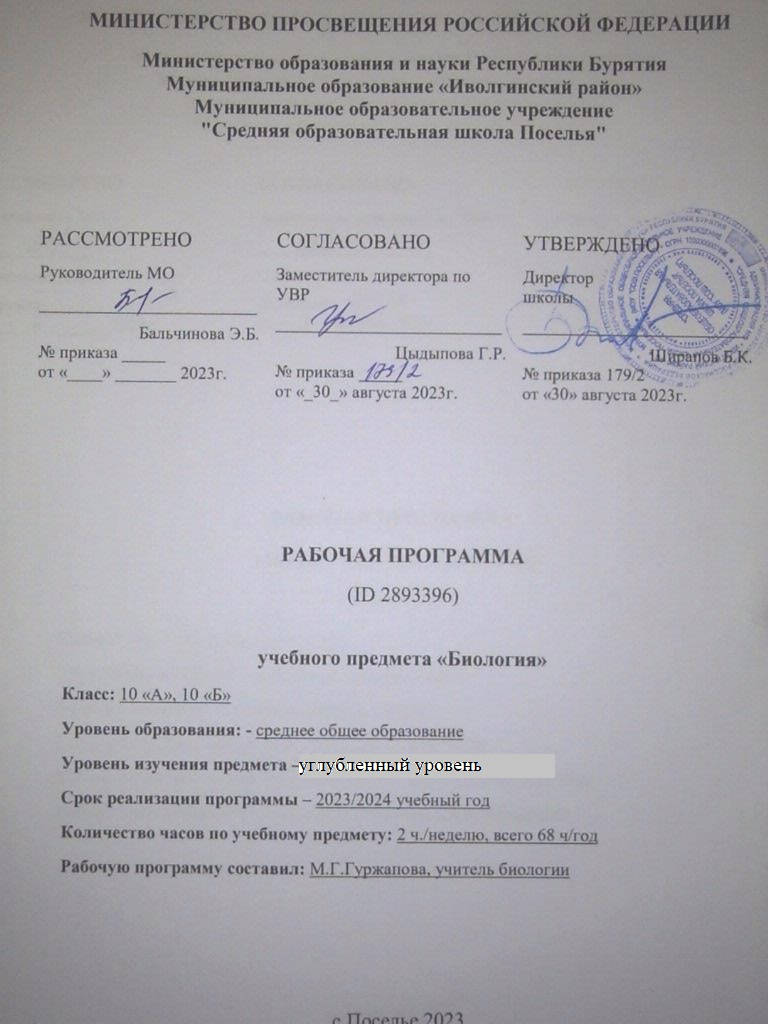 МИНИСТЕРСТВО ПРОСВЕЩЕНИЯ РОССИЙСКОЙ ФЕДЕРАЦИИ
Министерство образования и науки Республики Бурятия
Муниципальное образование «Иволгинский район»
Муниципальное образовательное учреждение
"Средняя образовательная школа Поселья"
РАССМОТРЕНО
Руководитель МО
Бальчинова Э.Б.
№ приказа _____
от «____» _______ 2023г.
СОГЛАСОВАНО
Заместитель директора по
УВР
Цыдыпова Г.Р.
№ приказа 179/2
от «_30_» августа 2023г.
УТВЕРЖДЕНО
Директор
школы
Ширапов Б.К.
№ приказа 179/2
от «30» августа 2023г.
РАБОЧАЯ ПРОГРАММА
(ID 2893396)
учебного предмета «Биология»
Класс: 10 «А», 10 «Б»
Уровень образования: - среднее общее образование
Уровень изучения предмета –углубленный уровень
Срок реализации программы – 2023/2024 учебный год
Количество часов по учебному предмету: 2 ч./неделю, всего 68 ч/год
Рабочую программу составил: М.Г.Гуржапова, учитель биологии
с.Поселье 2023